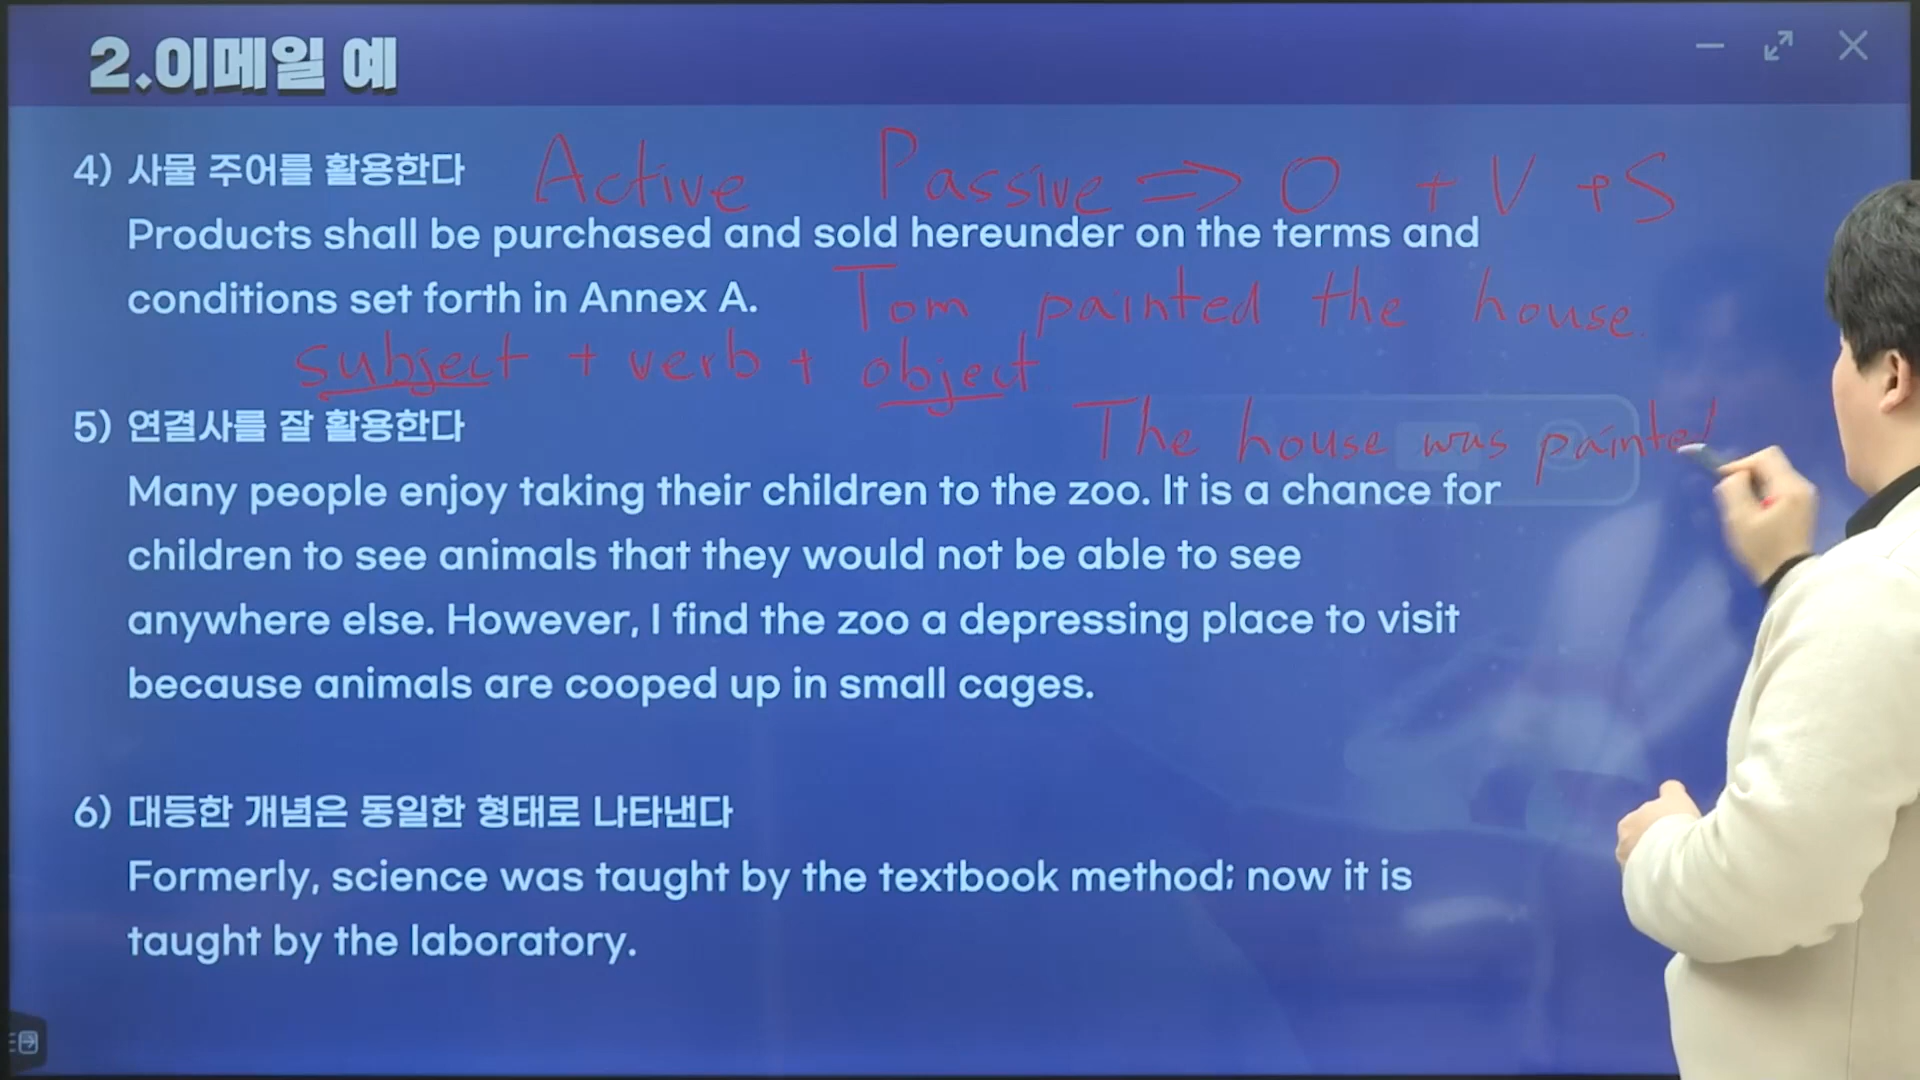 2.이메일 예
4) 사물 주어를 활용한다
Active Passive ⇒ O + V + S
Products shall be purchased and sold hereunder on the terms and
conditions set forth in Annex A.
Tom painted the house.
subject + verb + object
5) 연결사를 잘 활용한다
The house was painted
Many people enjoy taking their children to the zoo. It is a chance for
children to see animals that they would not be able to see
anywhere else. However, I find the zoo a depressing place to visit
because animals are cooped up in small cages.
6) 대등한 개념은 동일한 형태로 나타낸다
Formerly, science was taught by the textbook method; now it is
taught by the laboratory.